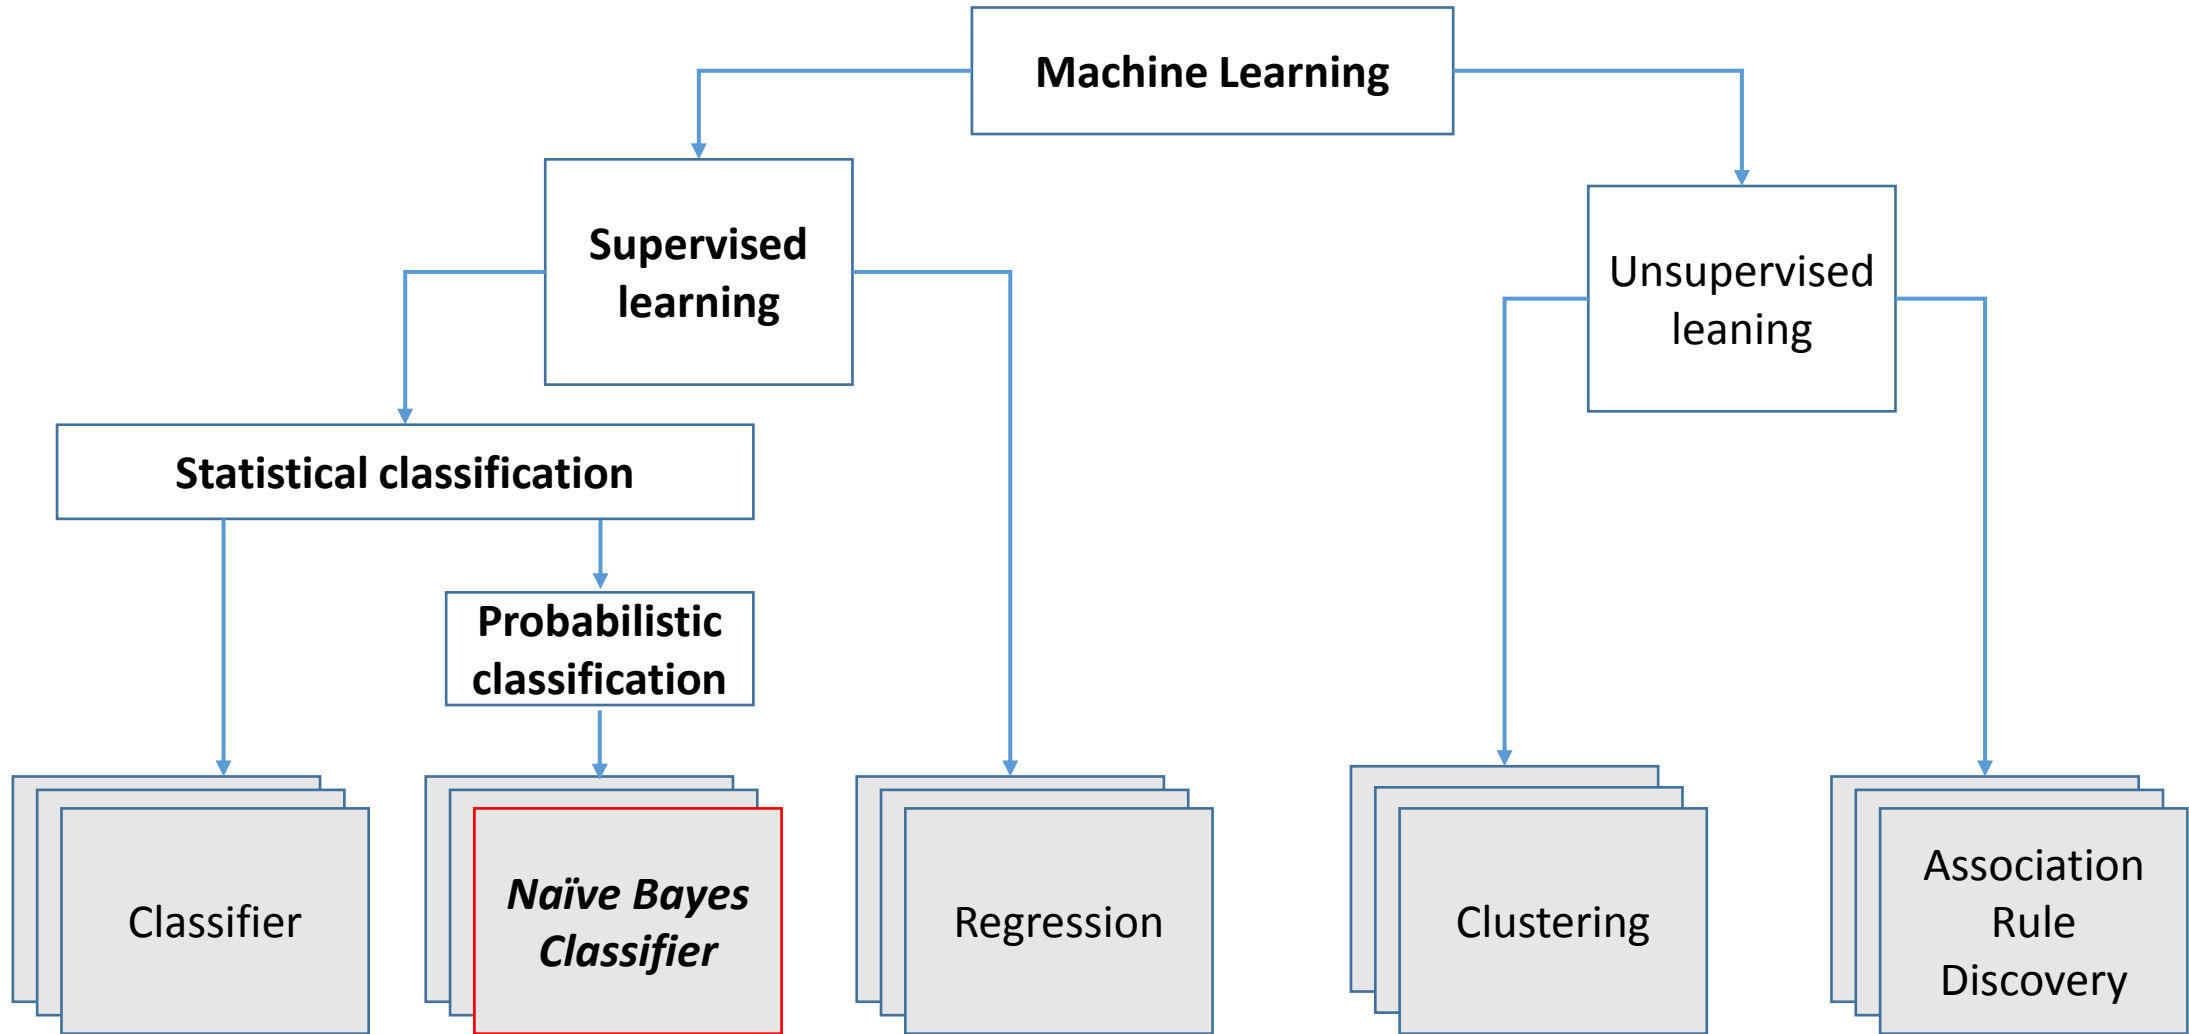 Machine Learning
Supervised
learning
Unsupervised
leaning
Statistical classification
Probabilistic
classification
Classifier
Naïve Bayes
Classifier
Regression
Clustering
Association
Rule
Discovery